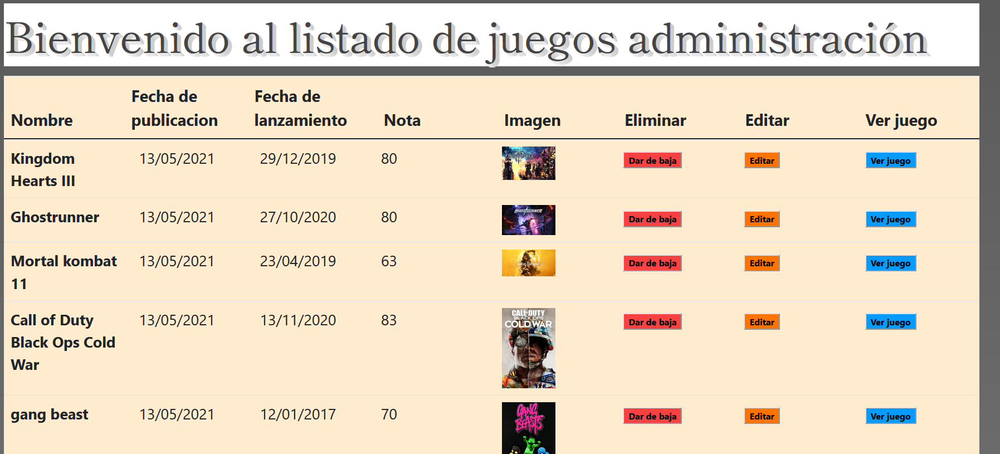 Bienvenido al listado de juegos administración
Nombre
Fecha de
publicacion
Fecha de
lanzamiento
Nota
Imagen
Eliminar
Editar
Ver juego
Kingdom
Hearts III
13/05/2021
29/12/2019
80
Dar de baja
Editar
Ver juego
Ghostrunner
13/05/2021
27/10/2020
80
GHOSTRUNNER
Dar de baja
Editar
Ver juego
Mortal kombat
11
13/05/2021
23/04/2019
63
MORTAL KOMBAT
Dar de baja
Editar
Ver juego
Call of Duty
Black Ops Cold
War
13/05/2021
13/11/2020
83
CALL OF DUTY
BLACK OPS
COLD WAR
Dar de baja
Editar
Ver juego
gang beast
13/05/2021
12/01/2017
70
GANG
BEASTS
Dar de baja
Editar
Ver juego